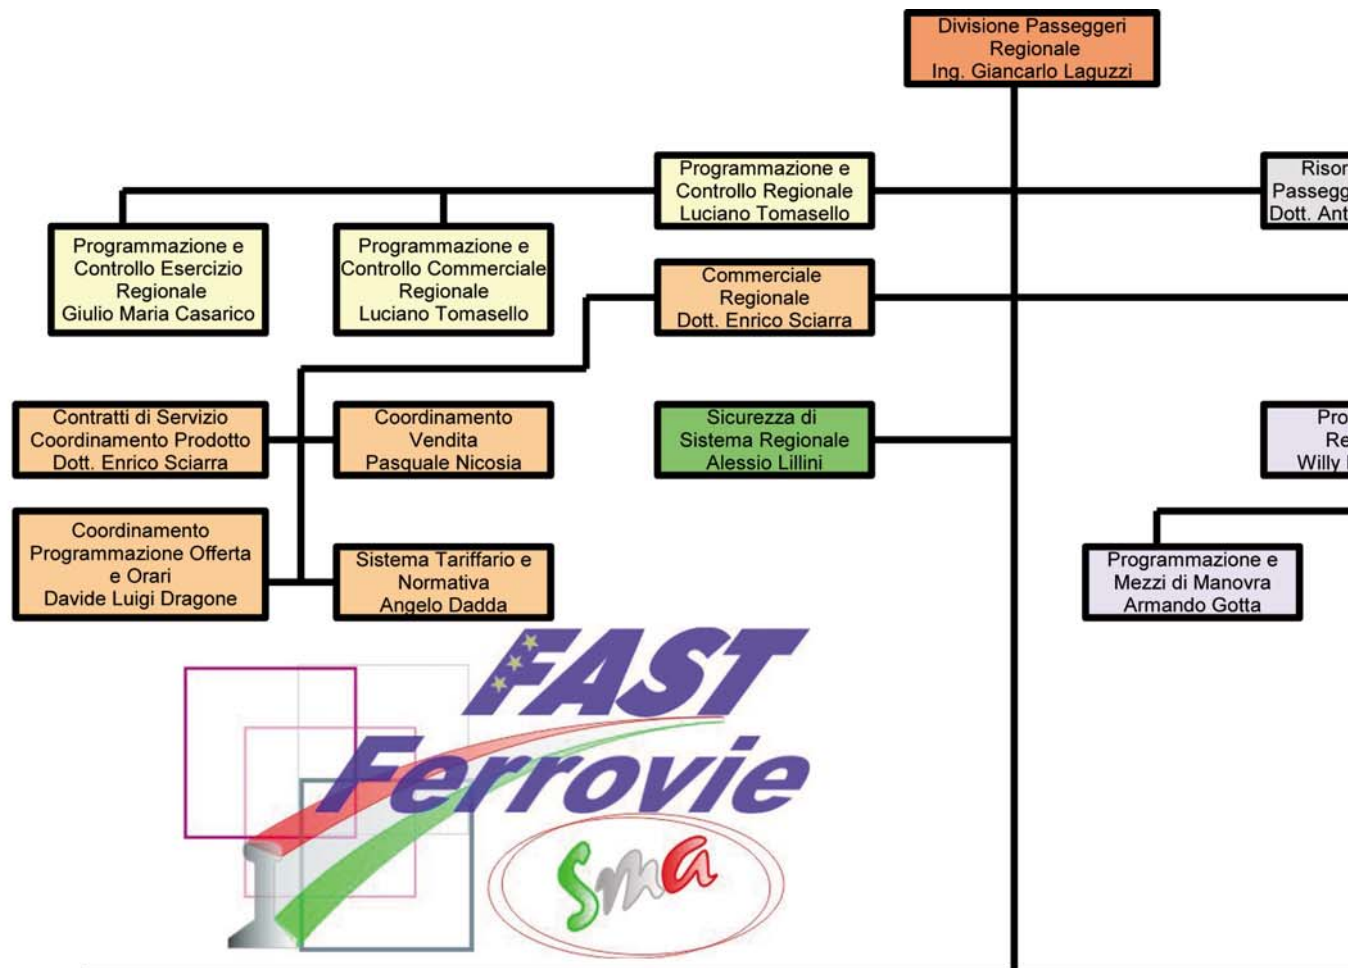 Divisione Passeggeri
Regionale
Ing. Giancarlo Laguzzi
Programmazione e
Controllo Regionale
Luciano Tomasello
Programmazione e
Controllo Esercizio
Regionale
Giulio Maria Casarico
Programmazione e
Controllo Commerciale
Regionale
Luciano Tomasello
Commerciale
Regionale
Dott. Enrico Sciarra
Contratti di Servizio
Coordinamento Prodotto
Dott. Enrico Sciarra
Coordinamento
Vendita
Pasquale Nicosia
Coordinamento
Programmazione Offerta
e Orari
Davide Luigi Dragone
Sistema Tariffario e
Normativa
Angelo Dadda
Sicurezza di
Sistema Regionale
Alessio Lillini
Dott.
Willy
Programmazione e
Mezzi di Manovra
Armando Gotta
FAST
Ferrovie
sma